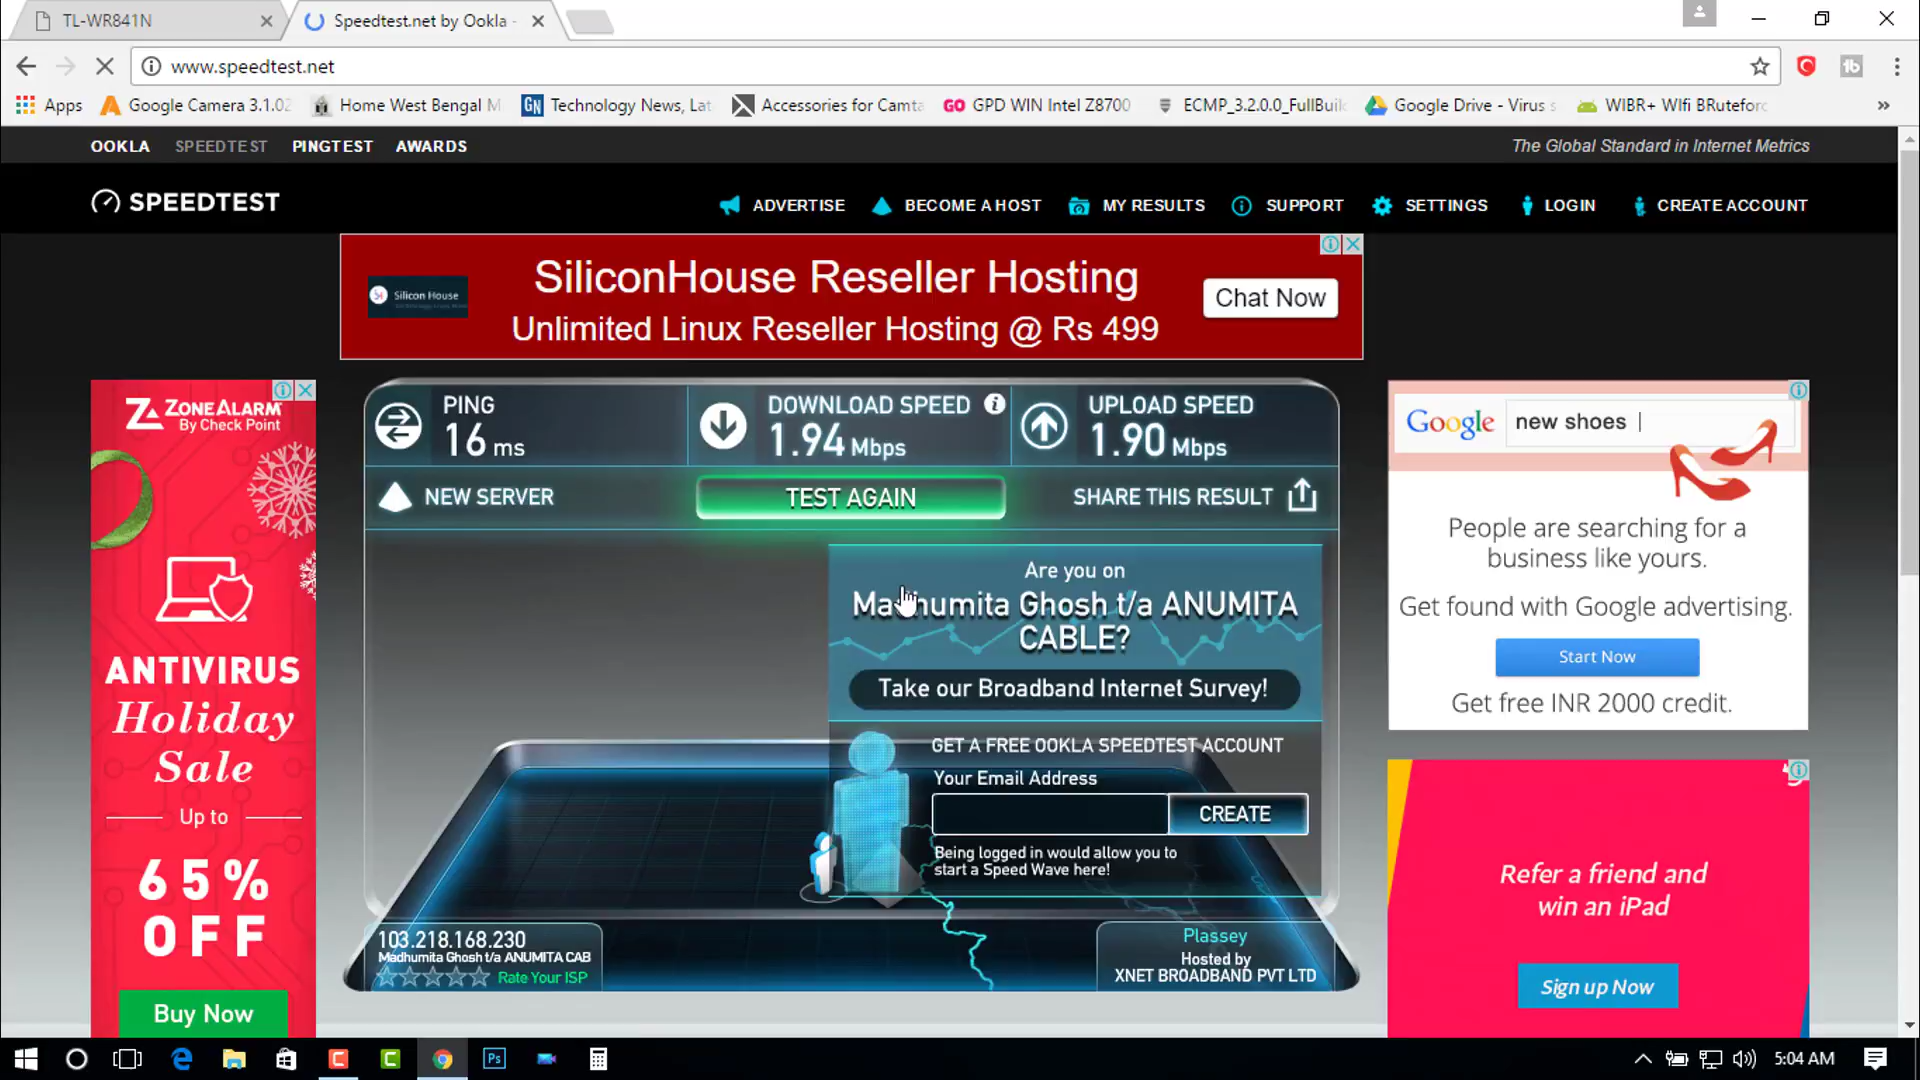 TL-WR841N
Speedtest.net by Ookla -
www.speedtest.net
Apps
Google Camera 3.1.02
Home West Bengal M
GN
Technology News, Lat
Accessories for Camta
GO
GPD WIN Intel Z8700
ECMP_3.2.0.0_FullBuil
Google Drive - Virus s
WIBR+ WIfi BRuteforc
OOKLA
SPEEDTEST
PINGTEST
AWARDS
The Global Standard in Internet Metrics
SPEEDTEST
ADVERTISE
BECOME A HOST
MY RESULTS
SUPPORT
SETTINGS
LOGIN
CREATE ACCOUNT
Silicon House
SiliconHouse Reseller Hosting
Unlimited Linux Reseller Hosting @ Rs 499
Chat Now
ZONEALARM
By Check Point
ANTIVIRUS
Holiday
Sale
Up to
65%
OFF
Buy Now
PING
16 ms
DOWNLOAD SPEED
1.94 Mbps
UPLOAD SPEED
1.90 Mbps
NEW SERVER
TEST AGAIN
SHARE THIS RESULT
Are you on
Madhumita Ghosh t/a ANUMITA
CABLE?
Take our Broadband Internet Survey!
GET A FREE OOKLA SPEEDTEST ACCOUNT
Your Email Address
CREATE
Being logged in would allow you to
start a Speed Wave here!
103.218.168.230
Madhumita Ghosh t/a ANUMITA CAB
Rate Your ISP
Plassey
Hosted by
XNET BROADBAND PVT LTD
Google
new shoes
People are searching for a
business like yours.
Get found with Google advertising.
Start Now
Get free INR 2000 credit.
Refer a friend and
win an iPad
Sign up Now
Ps
5:04 AM